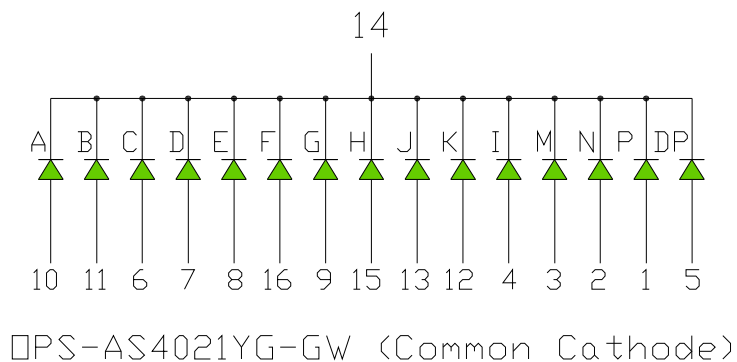 14
A B C D E F G H J K I M N P DP
10 11 6 7 8 16 9 15 13 12 4 3 2 1 5
OPS-AS4021YG-GW (Common Cathode)